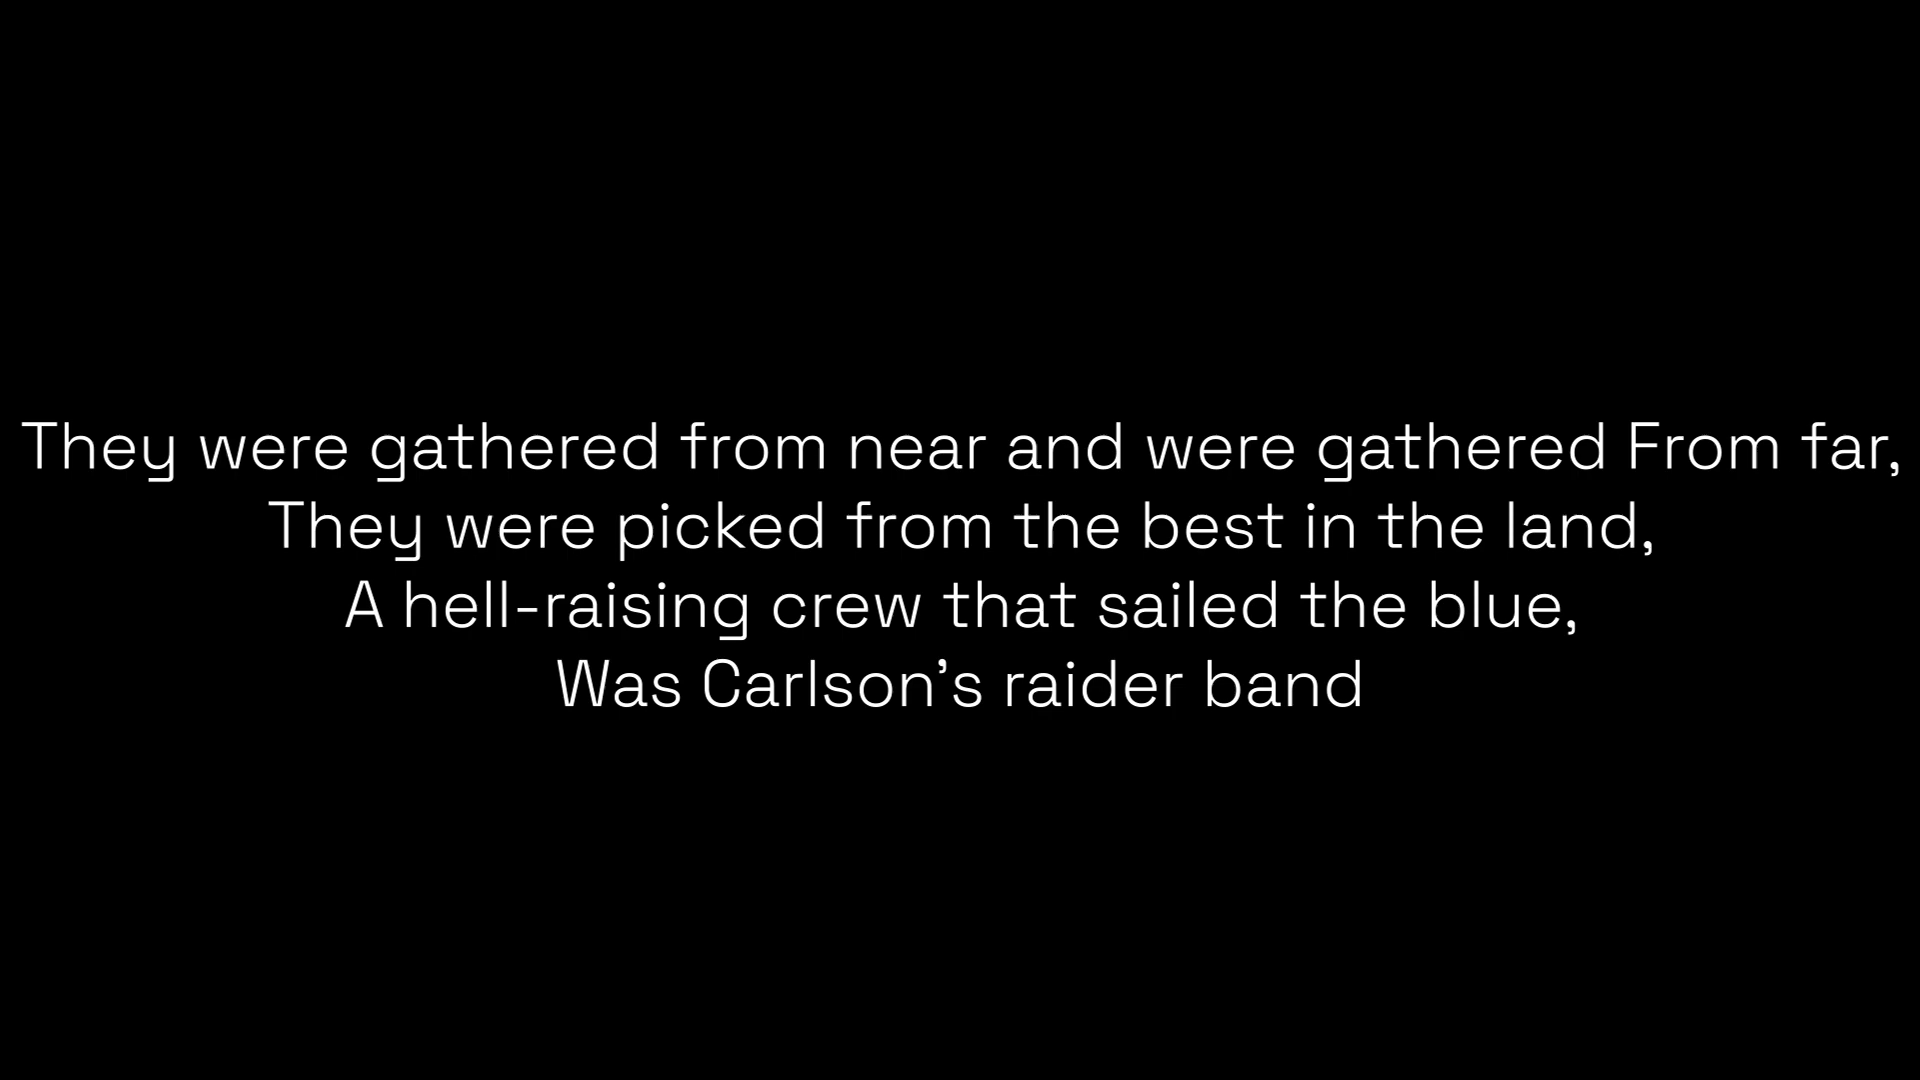 They were gathered from near and were gathered From far,
They were picked from the best in the land,
A hell-raising crew that sailed the blue,
Was Carlson’s raider band